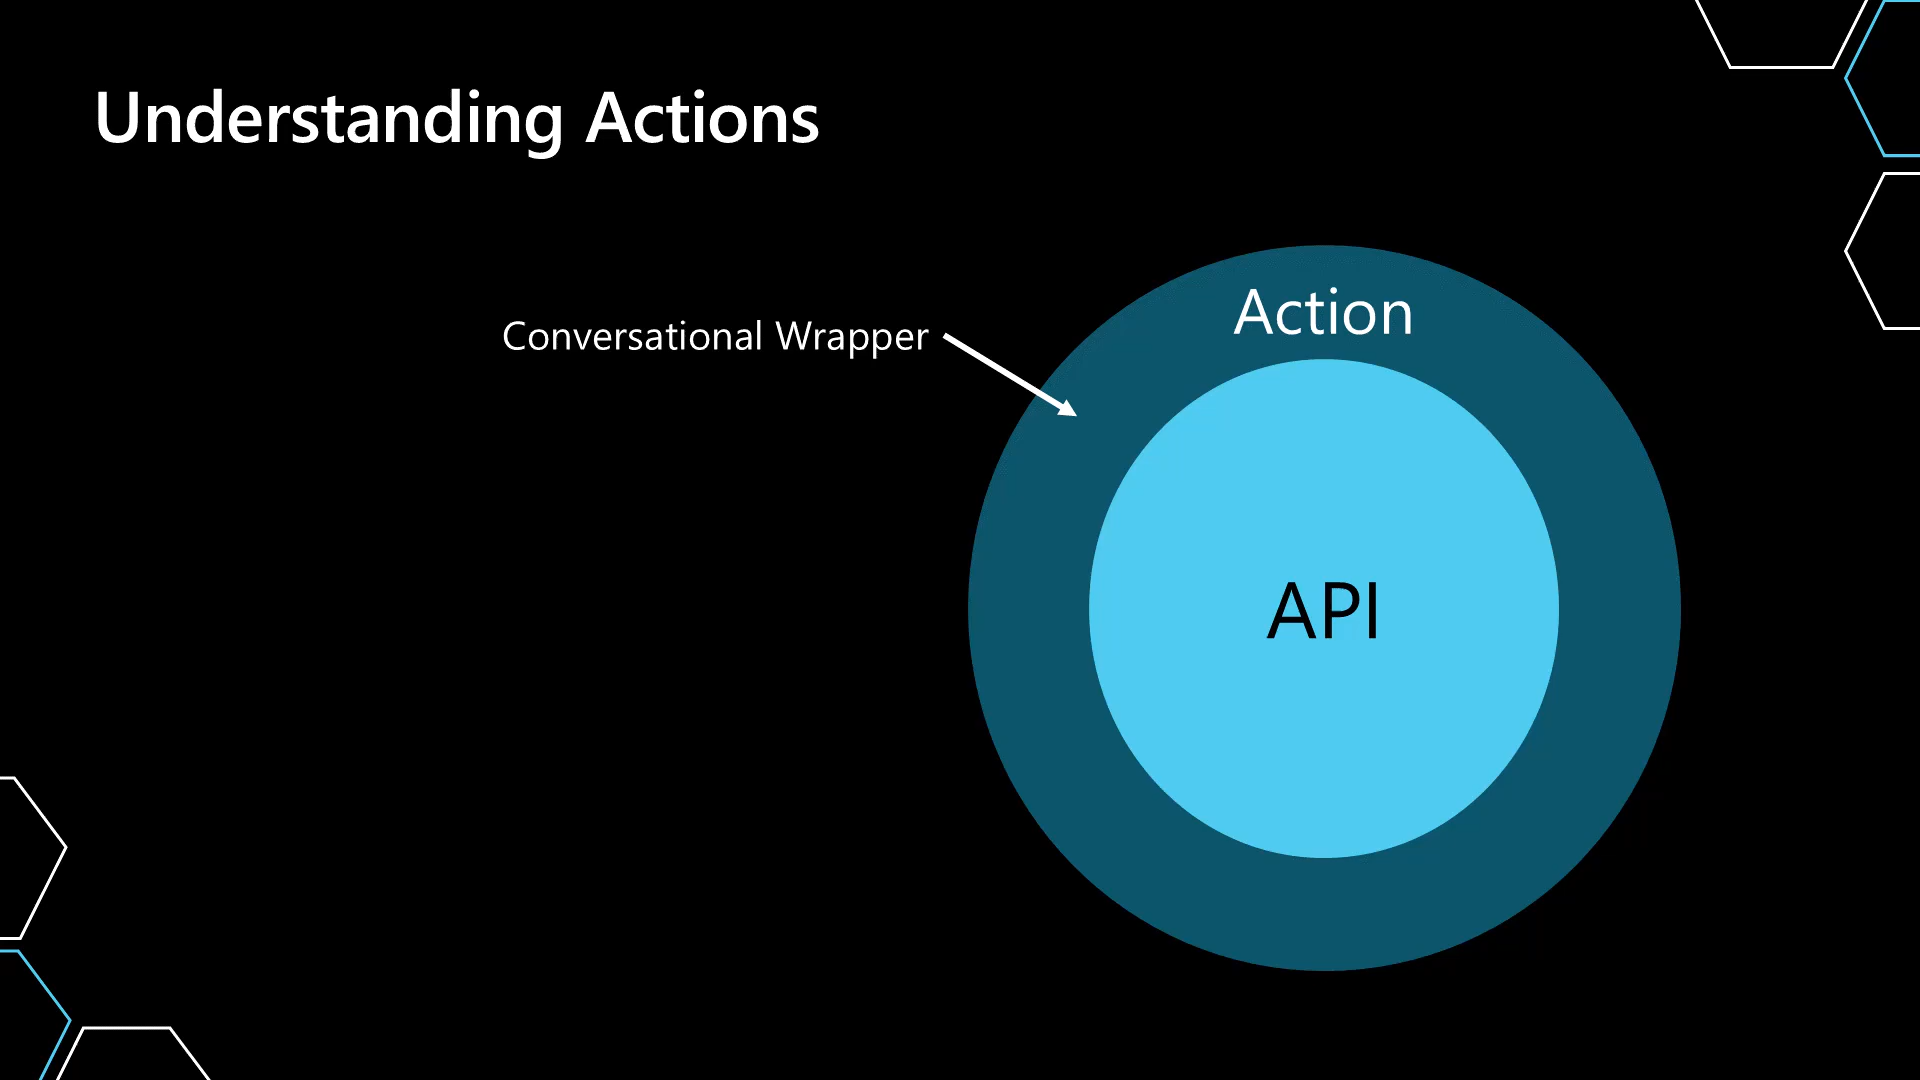 Understanding Actions
Conversational Wrapper
Action
API